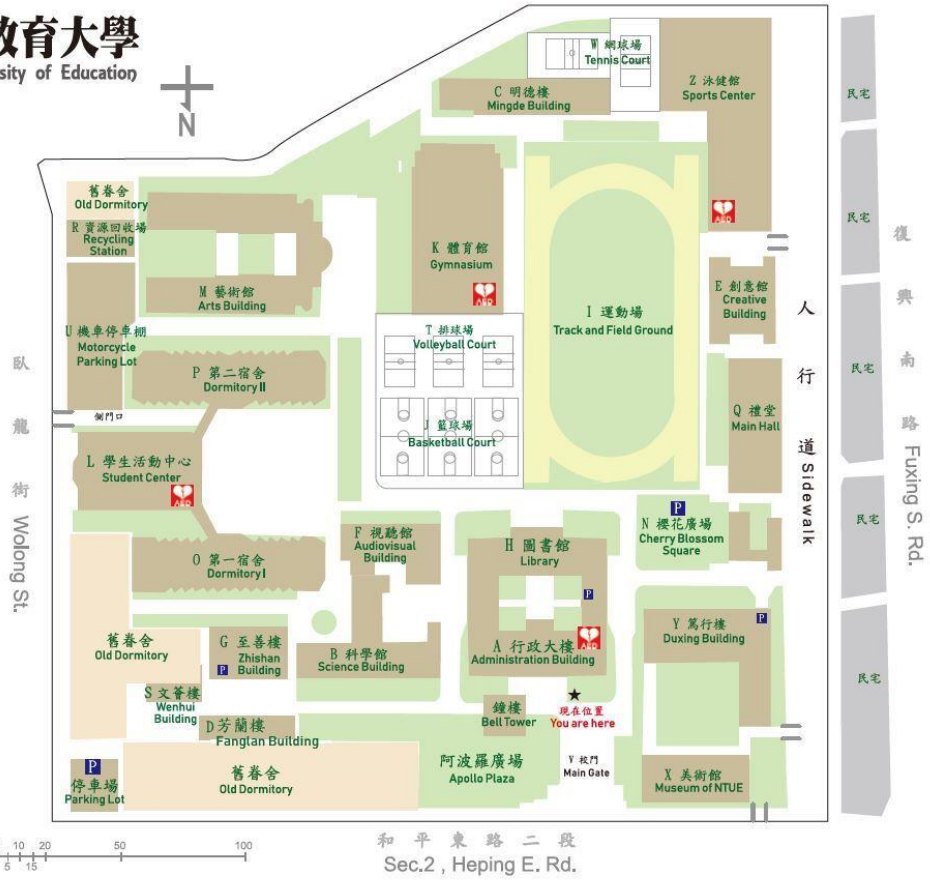 教育大學
sity of Education
N
W 網球場
Tennis Court
C 明德樓
Mingde Building
Z 泳健館
Sports Center
民宅
舊眷舍
Old Dormitory
R 資源回收場
Recycling
Station
K 體育館
Gymnasium
AED
AED
民宅
復興南路 Fuxing S. Rd.
M 藝術館
Arts Building
E 創意館
Creative
Building
I 運動場
Track and Field Ground
U 機車停車棚
Motorcycle
Parking Lot
T 排球場
Volleyball Court
人行道 Sidewalk
P 第二宿舍
Dormitory II
民宅
臥龍街 Wolong St.
側門口
Q 禮堂
Main Hall
J 籃球場
Basketball Court
L 學生活動中心
Student Center
AED
P
N 櫻花廣場
Cherry Blossom
Square
民宅
F 視聽館
Audiovisual
Building
H 圖書館
Library
O 第一宿舍
Dormitory I
P
舊眷舍
Old Dormitory
G 至善樓
Zhishan
Building
P
B 科學館
Science Building
A 行政大樓
Administration Building
AED
P
Y 篤行樓
Duxing Building
民宅
S 文薈樓
Wenhui
Building
鐘樓
Bell Tower
★
現在位置
You are here
D 芳蘭樓
Fanglan Building
P
停車場
Parking Lot
舊眷舍
Old Dormitory
阿波羅廣場
Apollo Plaza
V 校門
Main Gate
X 美術館
Museum of NTUE
10 20 50 100
5 15
和平東路二段
Sec.2 , Heping E. Rd.